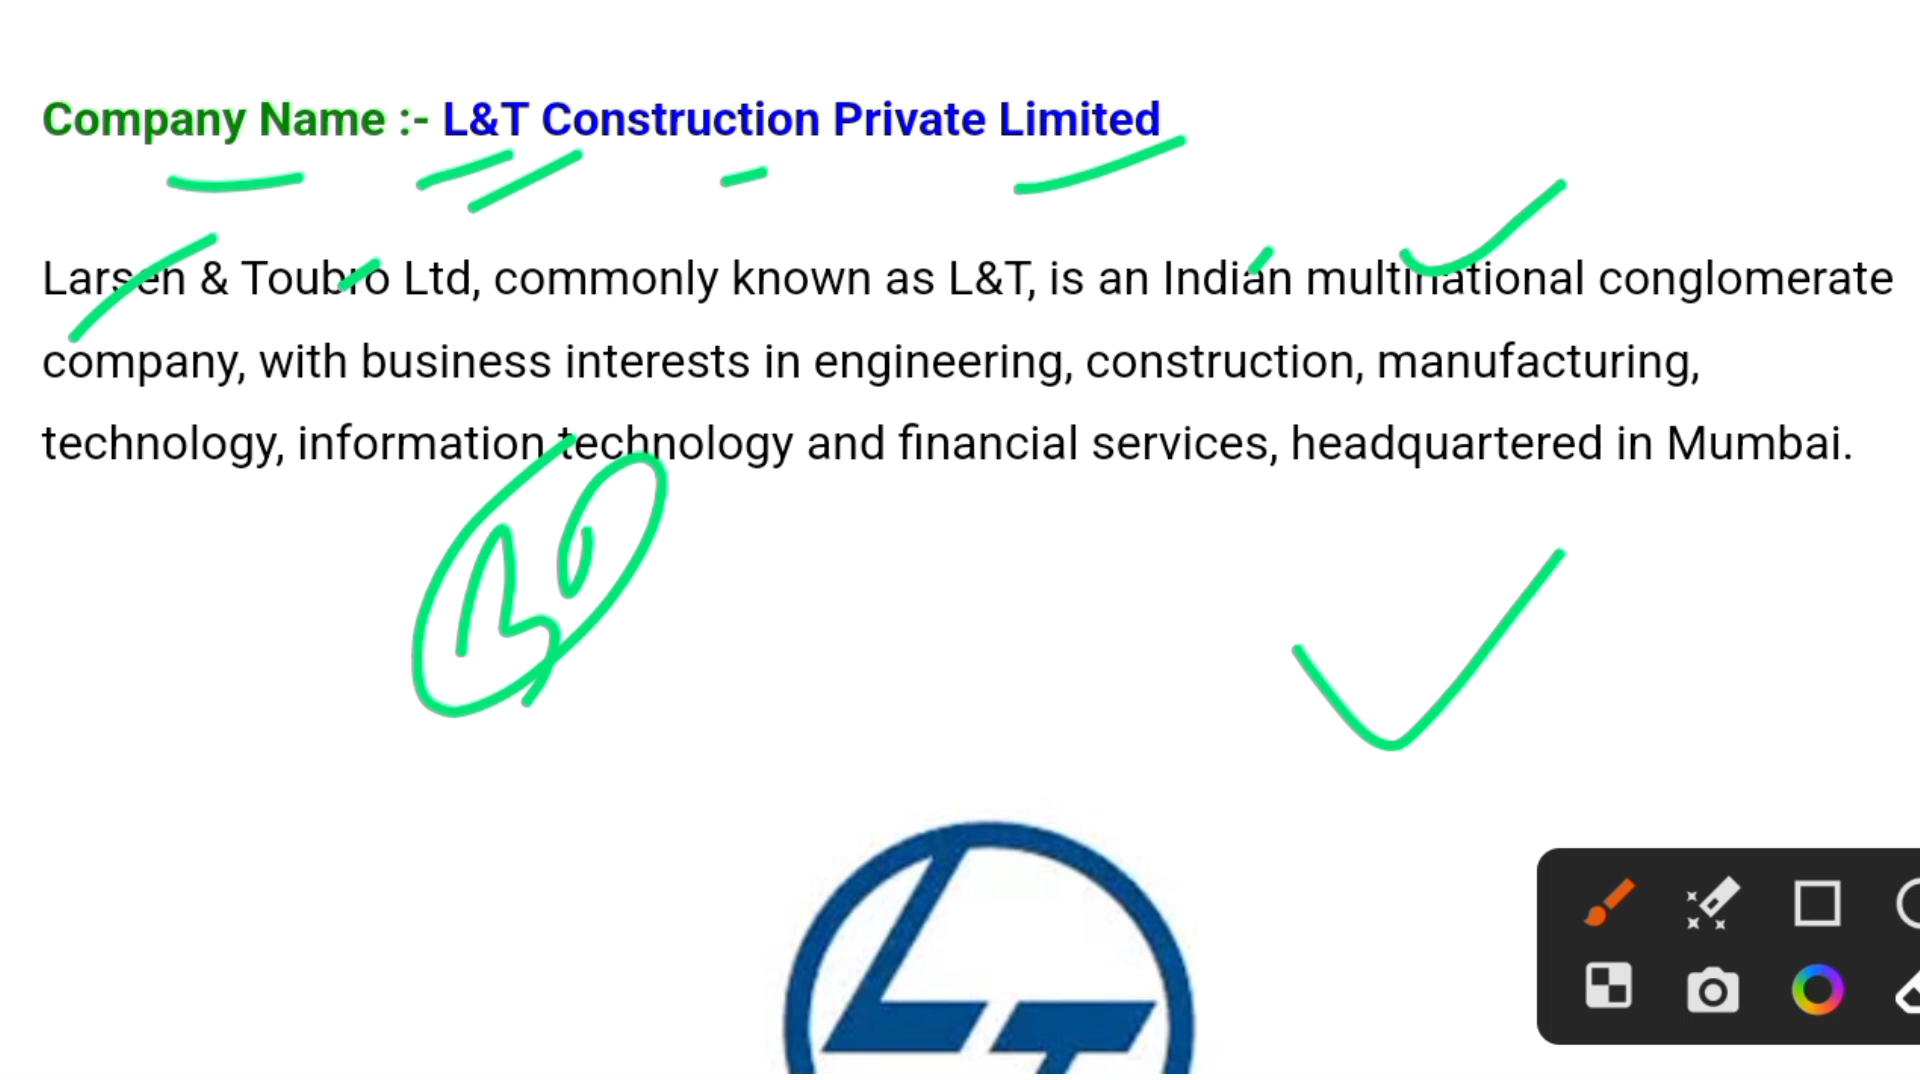 Company Name :- L&T Construction Private Limited
Larsen & Toubro Ltd, commonly known as L&T, is an Indian multinational conglomerate
company, with business interests in engineering, construction, manufacturing,
technology, information technology and financial services, headquartered in Mumbai.
LT